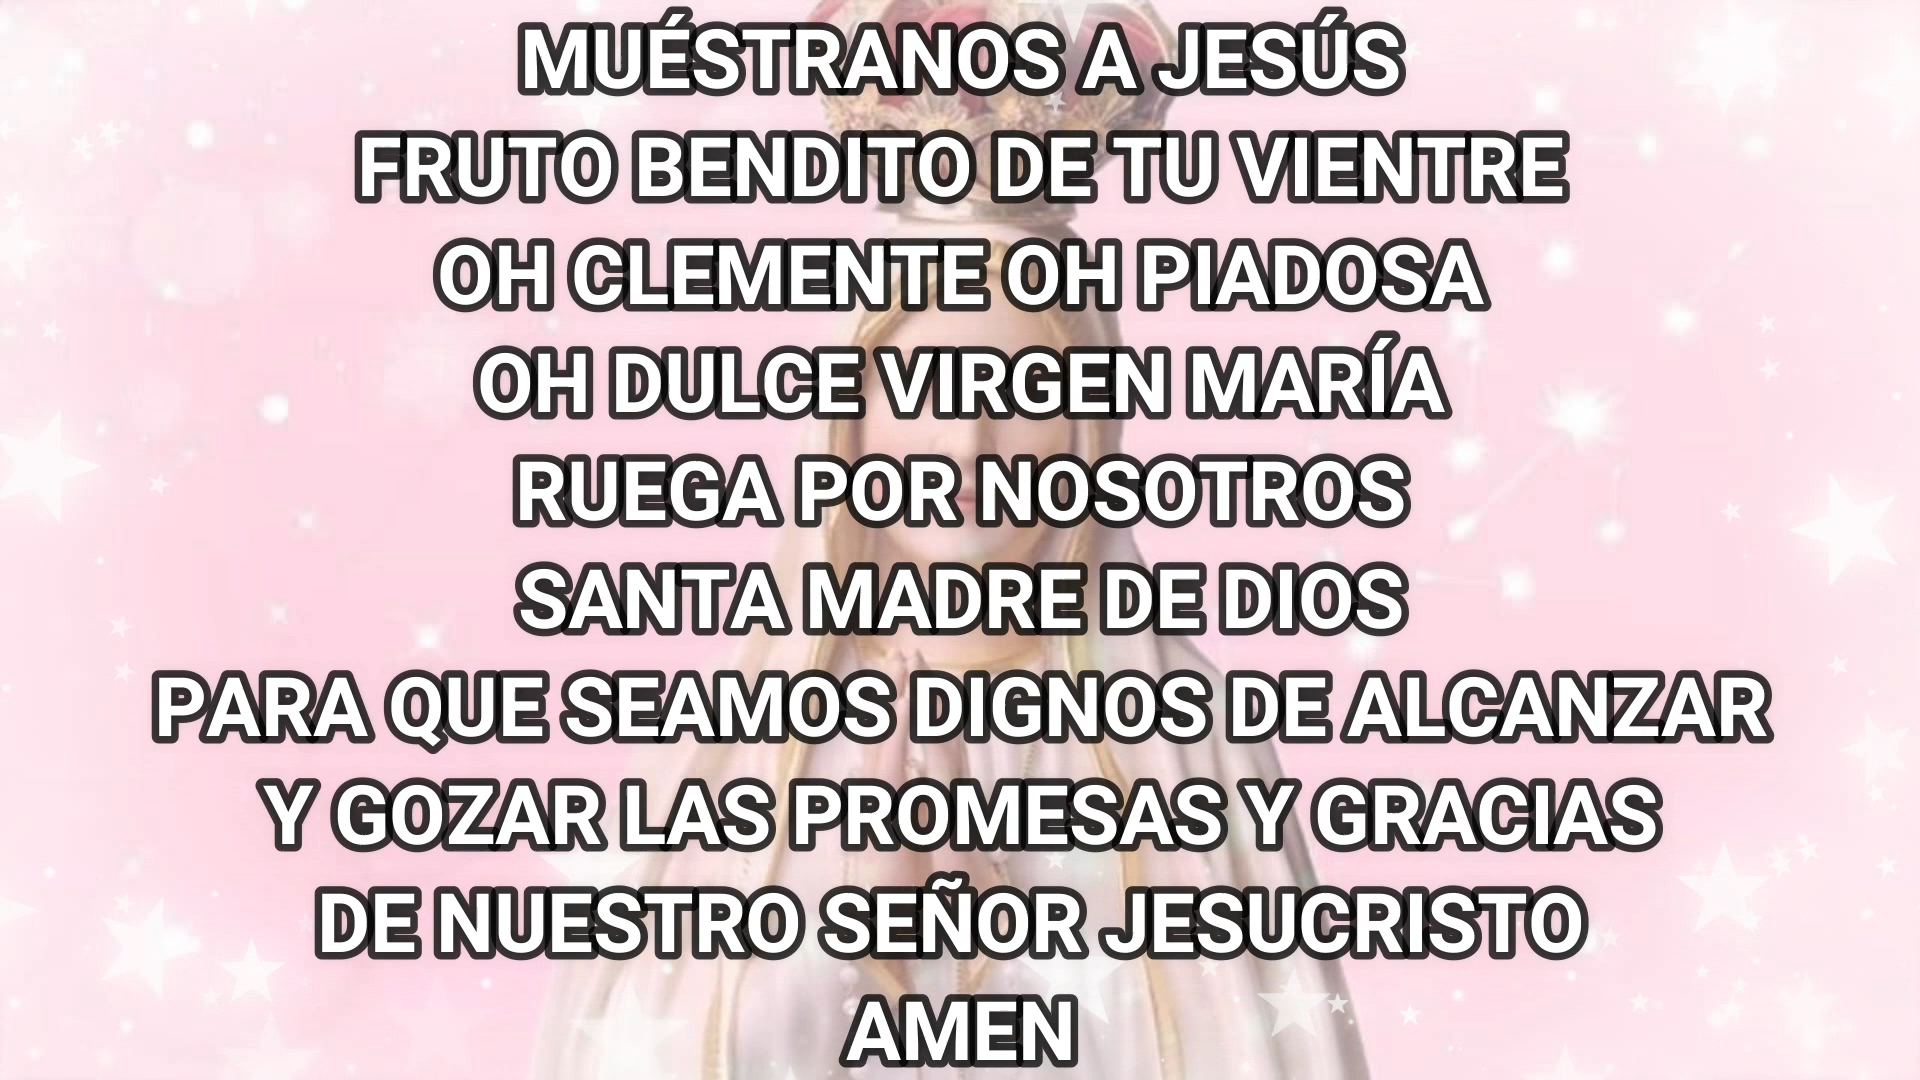 MUÉSTRANOS A JESÚS
FRUTO BENDITO DE TU VIENTRE
OH CLEMENTE OH PIADOSA
OH DULCE VIRGEN MARÍA
RUEGA POR NOSOTROS
SANTA MADRE DE DIOS
PARA QUE SEAMOS DIGNOS DE ALCANZAR
Y GOZAR LAS PROMESAS Y GRACIAS
DE NUESTRO SEÑOR JESUCRISTO
AMEN